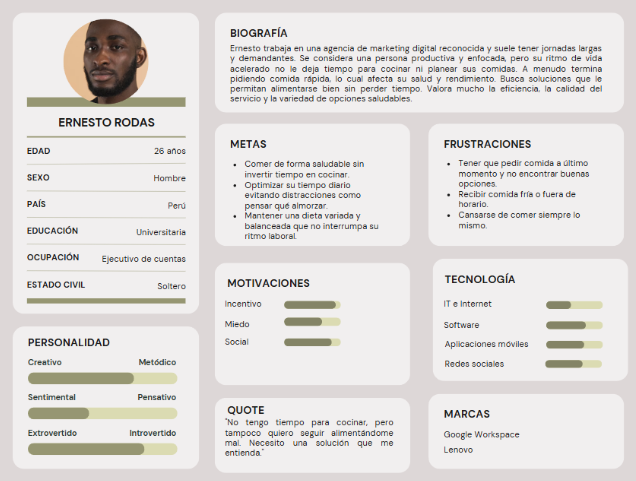 ERNESTO RODAS
EDAD 26 años
SEXO Hombre
PAÍS Perú
EDUCACIÓN Universitaria
OCUPACIÓN Ejecutivo de cuentas
ESTADO CIVIL Soltero
PERSONALIDAD
Creativo Metódico
Sentimental Pensativo
Extrovertido Introvertido
BIOGRAFÍA
Ernesto trabaja en una agencia de marketing digital reconocida y suele tener jornadas largas
y demandantes. Se considera una persona productiva y enfocada, pero su ritmo de vida
acelerado no le deja tiempo para cocinar ni planear sus comidas. A menudo termina
pidiendo comida rápida, lo cual afecta su salud y rendimiento. Busca soluciones que le
permitan alimentarse bien sin perder tiempo. Valora mucho la eficiencia, la calidad del
servicio y la variedad de opciones saludables.
METAS
• Comer de forma saludable sin
invertir tiempo en cocinar.
• Optimizar su tiempo diario
evitando distracciones como
pensar qué almorzar.
• Mantener una dieta variada y
balanceada que no interrumpa su
ritmo laboral.
FRUSTRACIONES
• Tener que pedir comida a último
momento y no encontrar buenas
opciones.
• Recibir comida fría o fuera de
horario.
• Cansarse de comer siempre lo
mismo.
MOTIVACIONES
Incentivo
Miedo
Social
TECNOLOGÍA
IT e Internet
Software
Aplicaciones móviles
Redes sociales
QUOTE
"No tengo tiempo para cocinar, pero
tampoco quiero seguir alimentándome
mal. Necesito una solución que me
entienda."
MARCAS
Google Workspace
Lenovo